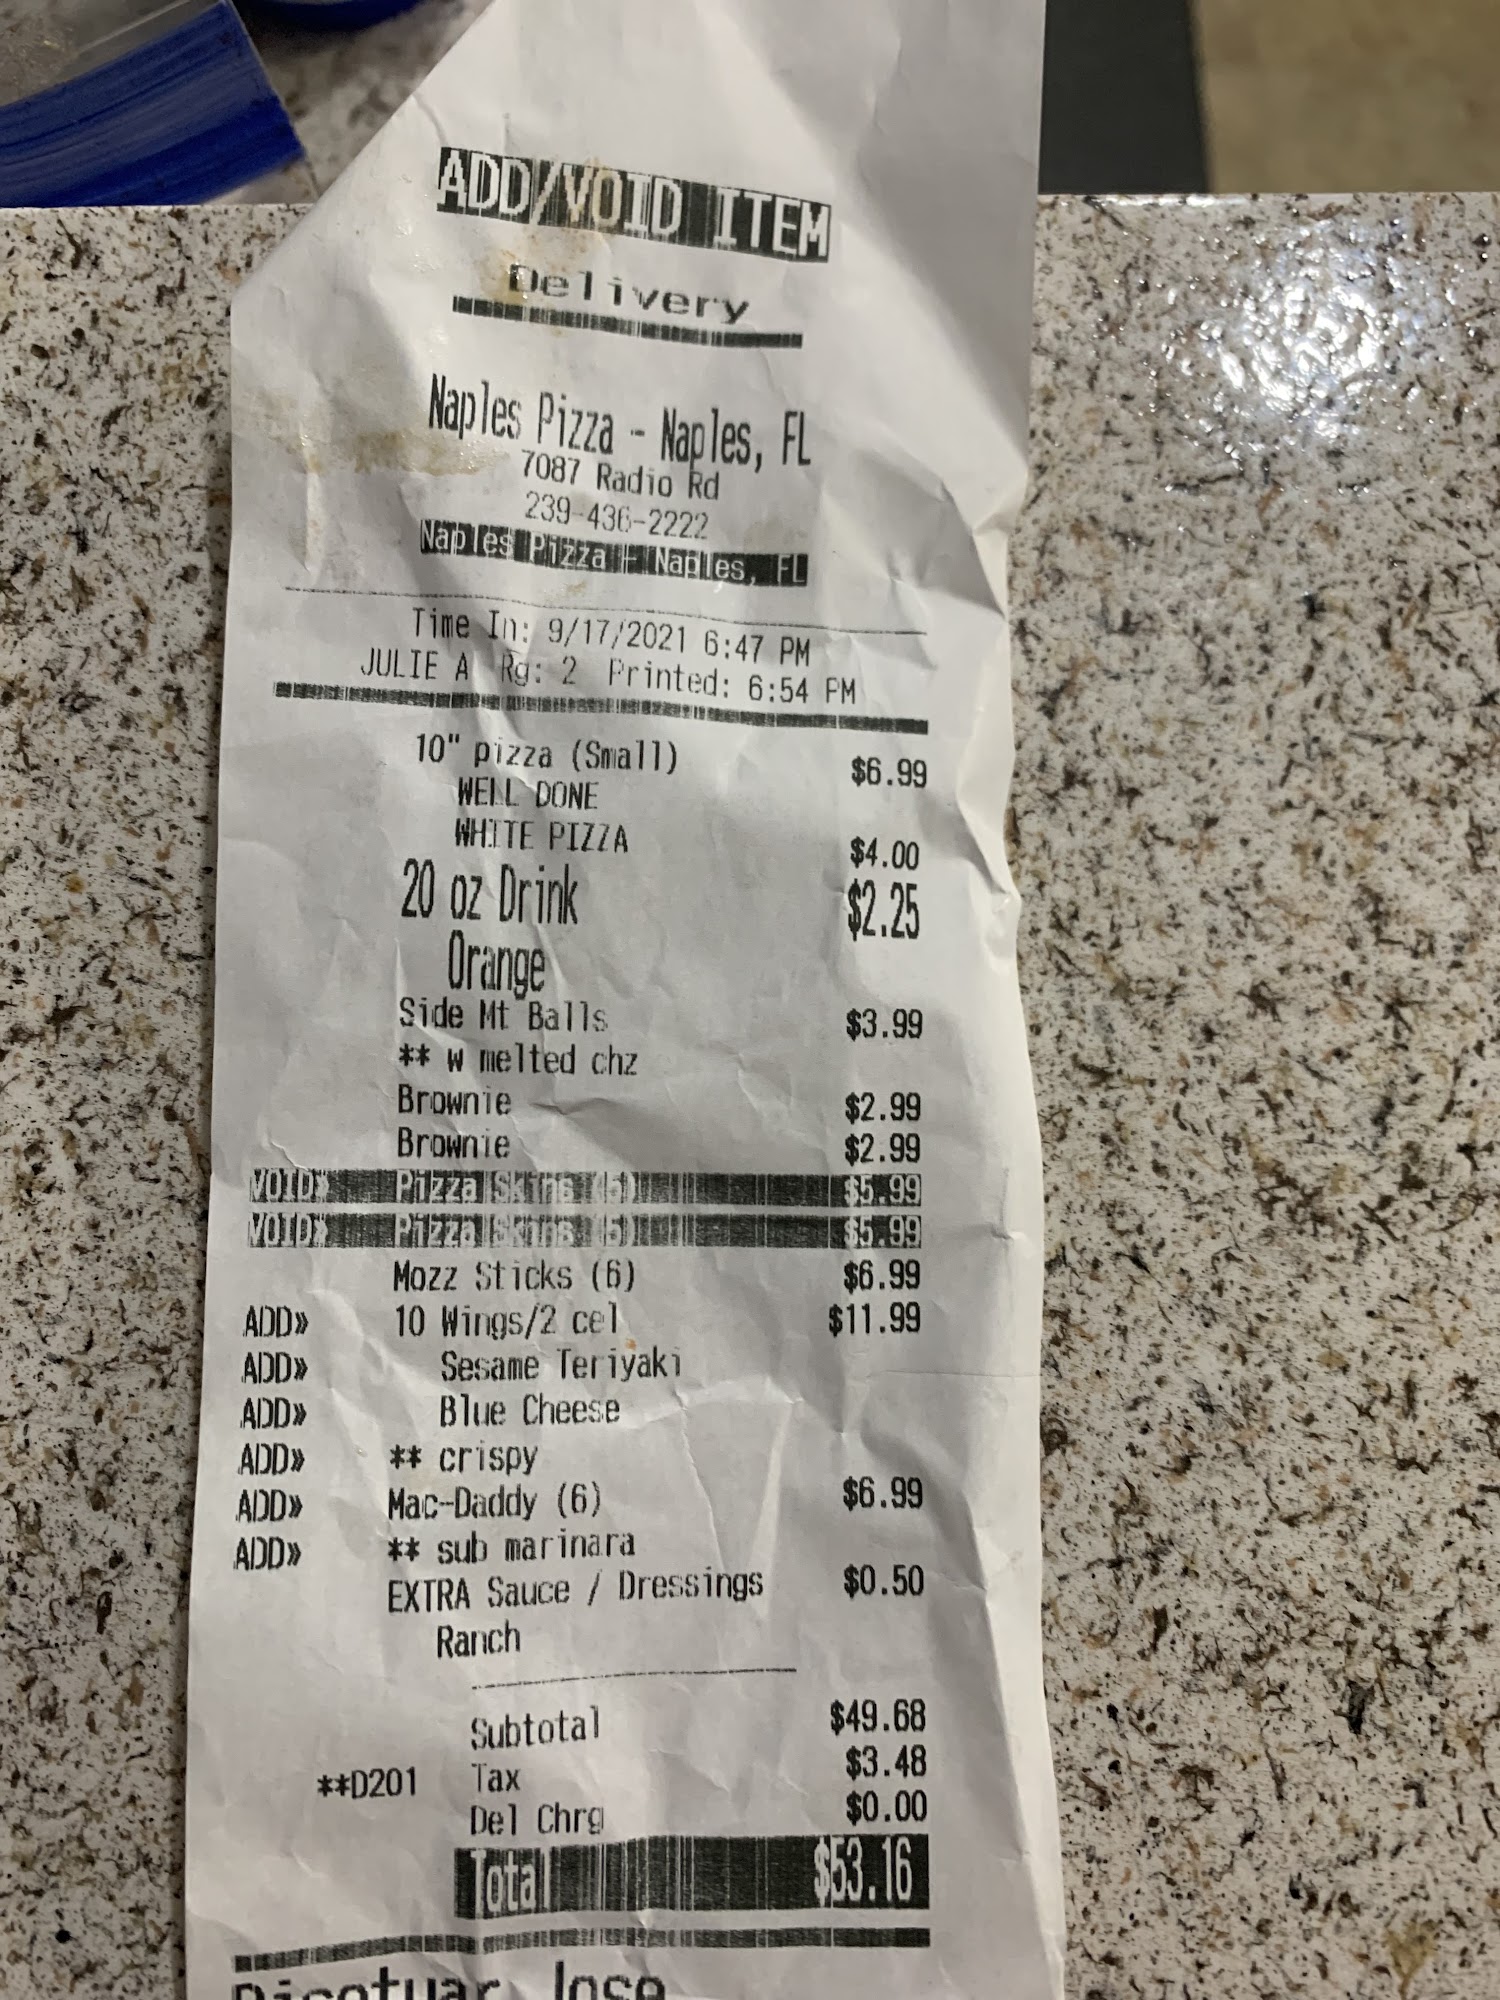 ADD/VOID ITEM
Delivery
Naples Pizza - Naples, FL
7087 Radio Rd
239-436-2222
Naples Pizza - Naples, FL
Time In: 9/17/2021 6:47 PM
JULIE A Rg: 2 Printed: 6:54 PM
10" pizza (Small) $6.99
WELL DONE
WHITE PIZZA $4.00
20 oz Drink $2.25
Orange
Side Mt Balls $3.99
** w melted chz
Brownie $2.99
Brownie $2.99
VOID» Pizza Skins (5) $5.99
VOID» Pizza Skins (5) $5.99
Mozz Sticks (6) $6.99
ADD» 10 Wings/2 cel $11.99
ADD» Sesame Teriyaki
ADD» Blue Cheese
ADD» ** crispy
ADD» Mac-Daddy (6) $6.99
ADD» ** sub marinara
EXTRA Sauce / Dressings $0.50
Ranch
Subtotal $49.68
**D201 Tax $3.48
Del Chrg $0.00
Total $53.16
Jose